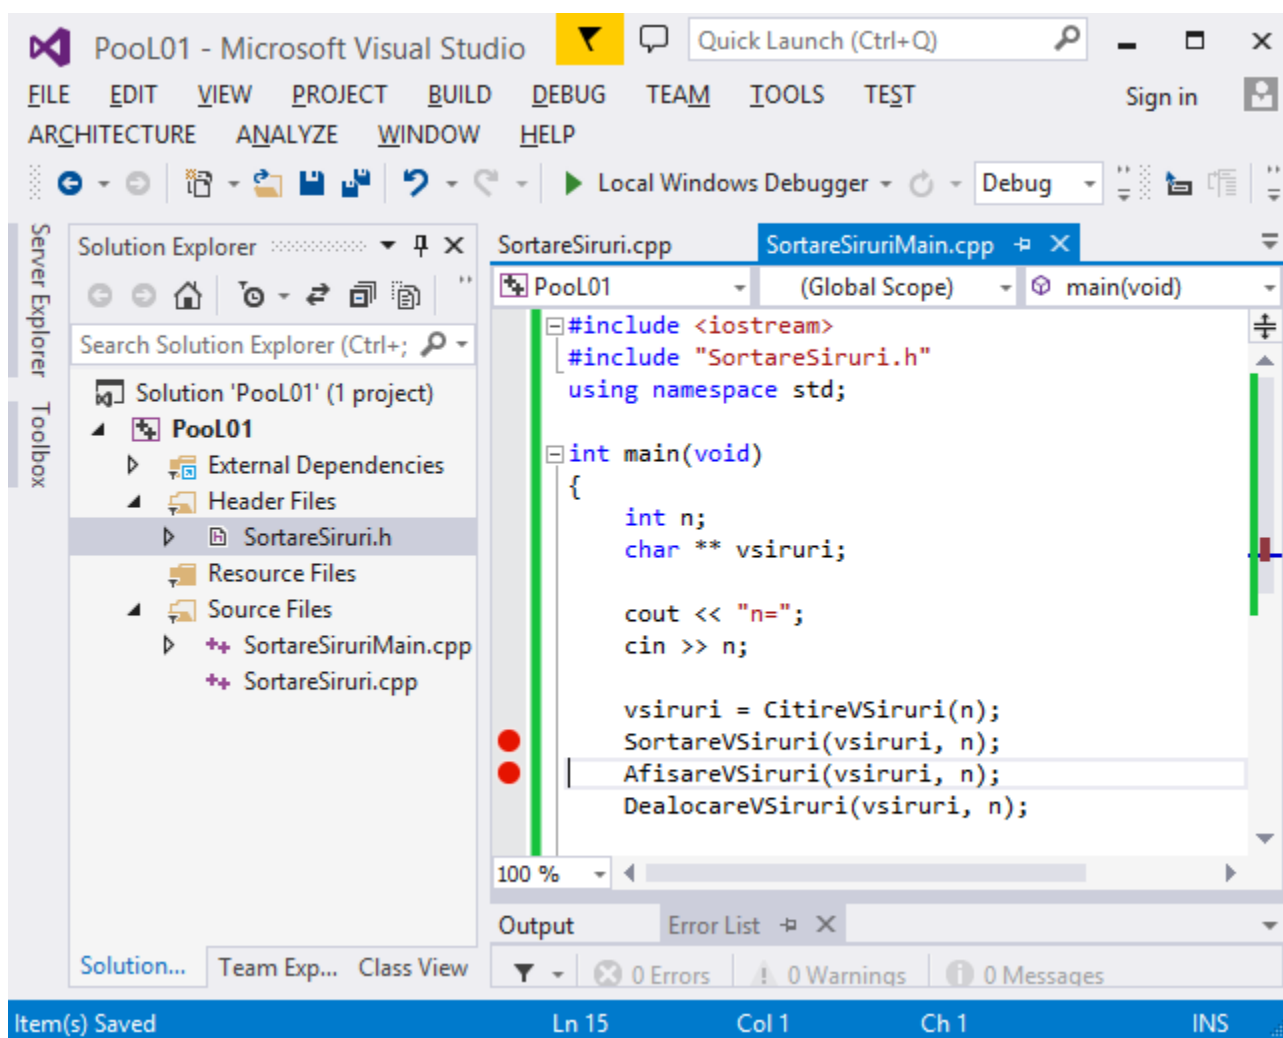 PooL01 - Microsoft Visual Studio
Quick Launch (Ctrl+Q)
FILE EDIT VIEW PROJECT BUILD DEBUG TEAM TOOLS TEST Sign in
ARCHITECTURE ANALYZE WINDOW HELP
Local Windows Debugger Debug
Server Explorer
Toolbox
Solution Explorer
Search Solution Explorer (Ctrl+;
Solution 'PooL01' (1 project)
PooL01
External Dependencies
Header Files
SortareSiruri.h
Resource Files
Source Files
SortareSiruriMain.cpp
SortareSiruri.cpp
Solution... Team Exp... Class View
SortareSiruri.cpp SortareSiruriMain.cpp
PooL01 (Global Scope) main(void)
#include <iostream>
#include "SortareSiruri.h"
using namespace std;
int main(void)
{
int n;
char ** vsiruri;
cout << "n=";
cin >> n;
vsiruri = CitireVSiruri(n);
SortareVSiruri(vsiruri, n);
AfisareVSiruri(vsiruri, n);
DealocareVSiruri(vsiruri, n);
100 %
Output Error List
0 Errors 0 Warnings 0 Messages
Item(s) Saved Ln 15 Col 1 Ch 1 INS